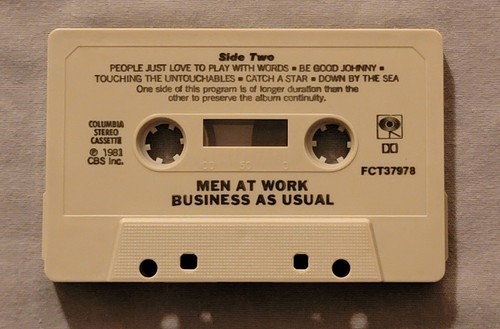 Side Two
PEOPLE JUST LOVE TO PLAY WITH WORDS ▪ BE GOOD JOHNNY ▪
TOUCHING THE UNTOUCHABLES ▪ CATCH A STAR ▪ DOWN BY THE SEA
One side of this program is of longer duration than the
other to preserve the album continuity.
COLUMBIA
STEREO
CASSETTE
℗ 1981
CBS Inc.
FCT37978
MEN AT WORK
BUSINESS AS USUAL